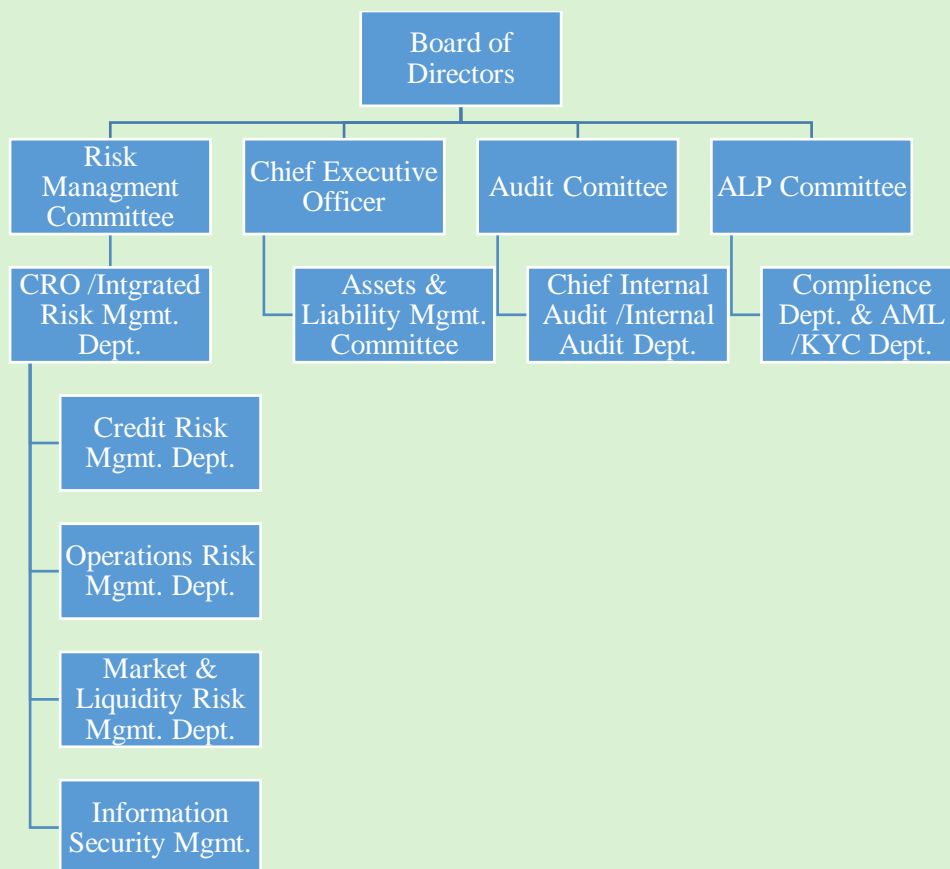 Board of
Directors
Risk
Managment
Committee
Chief Executive
Officer
Audit Comittee
ALP Committee
CRO /Intgrated
Risk Mgmt.
Dept.
Assets &
Liability Mgmt.
Committee
Chief Internal
Audit /Internal
Audit Dept.
Complience
Dept. & AML
/KYC Dept.
Credit Risk
Mgmt. Dept.
Operations Risk
Mgmt. Dept.
Market &
Liquidity Risk
Mgmt. Dept.
Information
Security Mgmt.